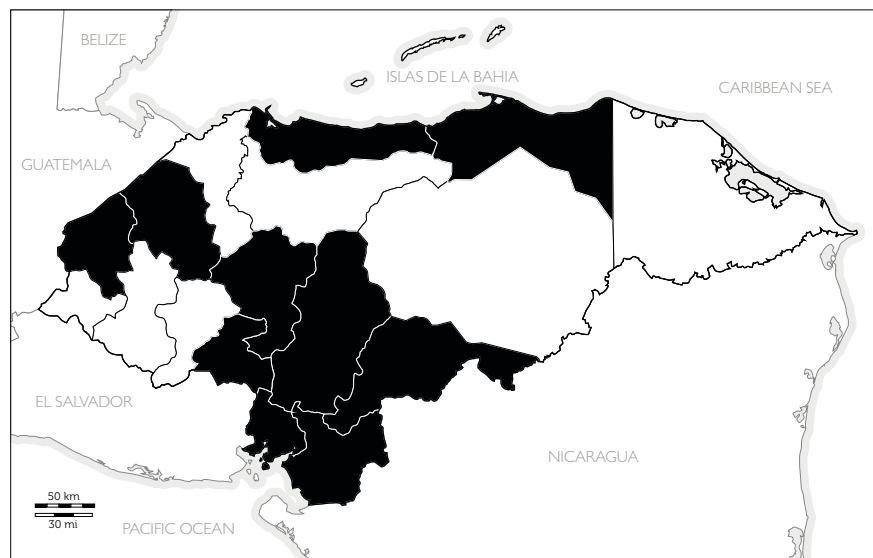 BELIZE
ISLAS DE LA BAHIA
CARIBBEAN SEA
GUATEMALA
EL SALVADOR
NICARAGUA
50 km
30 mi
PACIFIC OCEAN